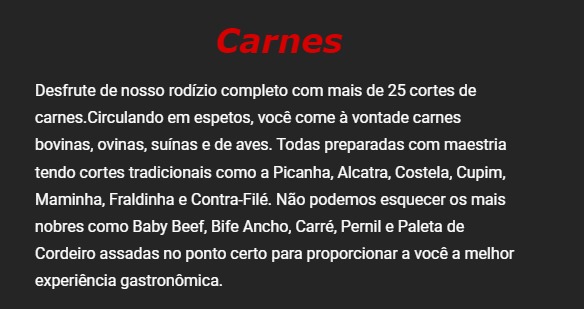 Carnes
Desfrute de nosso rodízio completo com mais de 25 cortes de
carnes.Circulando em espetos, você come à vontade carnes
bovinas, ovinas, suínas e de aves. Todas preparadas com maestria
tendo cortes tradicionais como a Picanha, Alcatra, Costela, Cupim,
Maminha, Fraldinha e Contra-Filé. Não podemos esquecer os mais
nobres como Baby Beef, Bife Ancho, Carré, Pernil e Paleta de
Cordeiro assadas no ponto certo para proporcionar a você a melhor
experiência gastronômica.